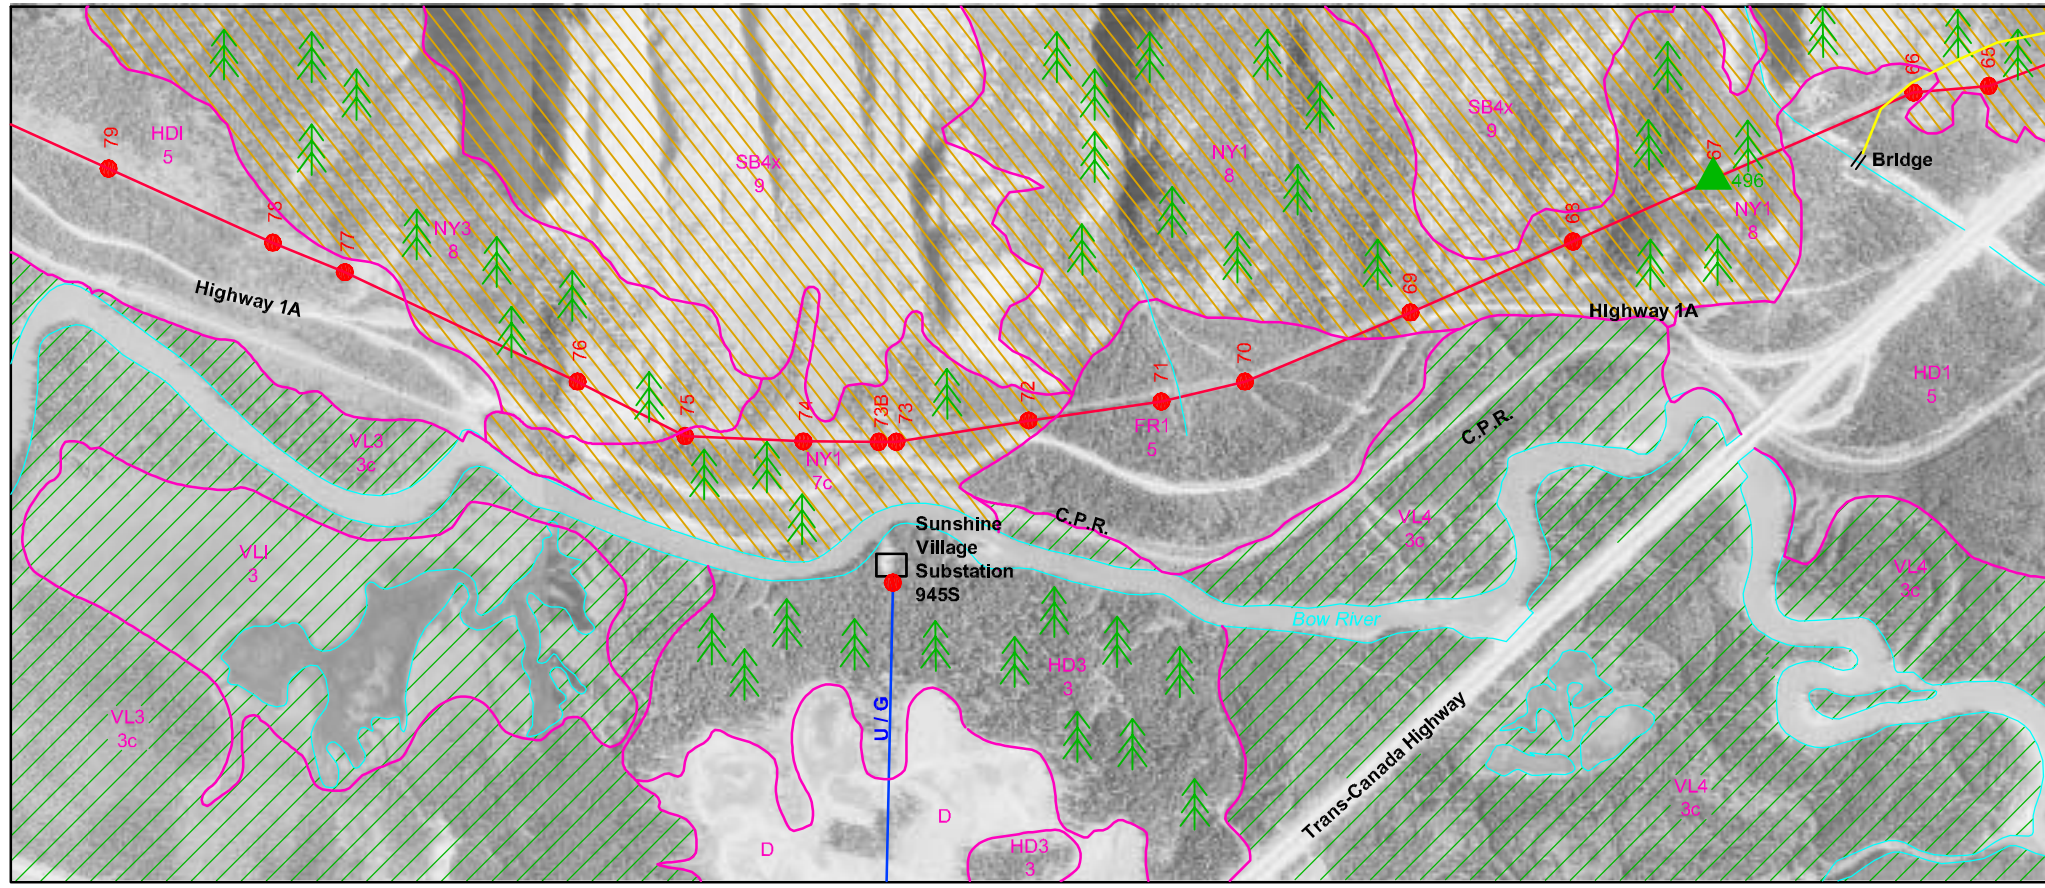 66
65
79
HDI
5
SB4x
9
SB4x
9
NY1
8
67
496
Bridge
NY1
8
78
77
NY3
8
68
69
Highway 1A
HIghway 1A
76
75
74
73B
73
72
71
70
FR1
5
HD1
5
C.P.R.
VL3
3c
NY1
7c
C.P.R.
VL4
3c
Sunshine
Village
Substation
945S
VLI
3
VL4
3c
Bow River
HD3
3
VL3
3c
U / G
Trans-Canada Highway
VL4
3c
D
D
HD3
3